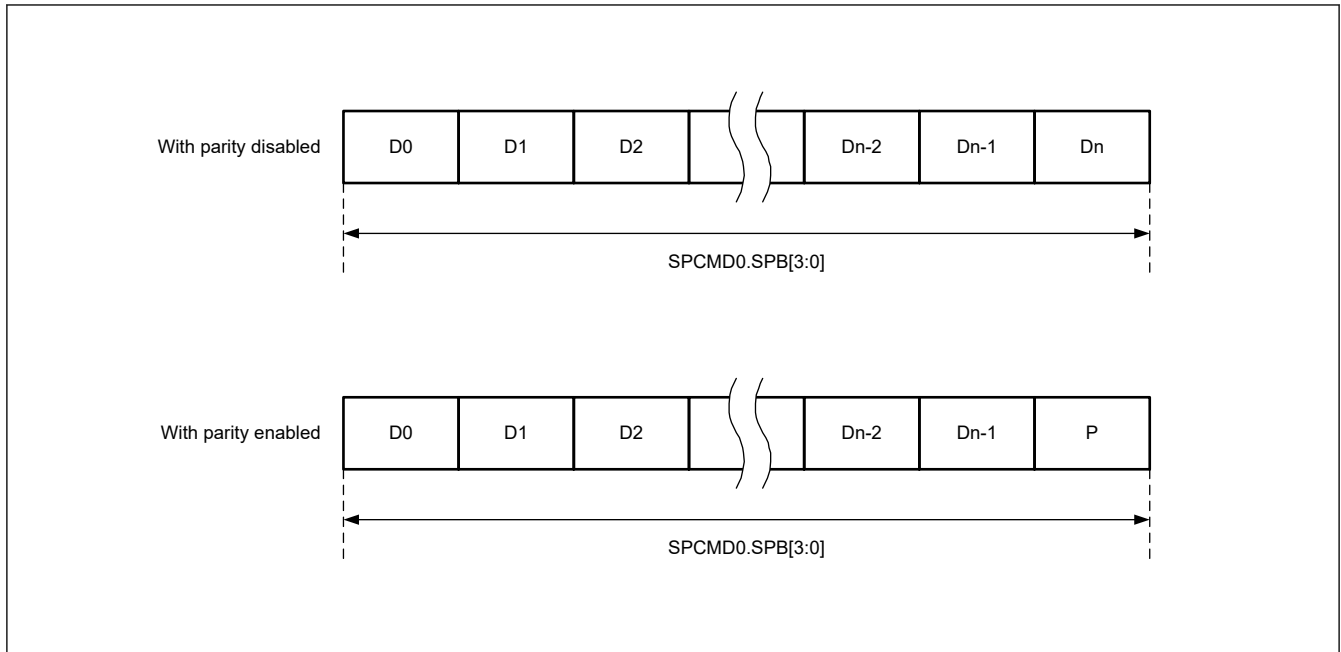 With parity disabled D0 D1 D2 Dn-2 Dn-1 Dn
SPCMD0.SPB[3:0]
With parity enabled D0 D1 D2 Dn-2 Dn-1 P
SPCMD0.SPB[3:0]